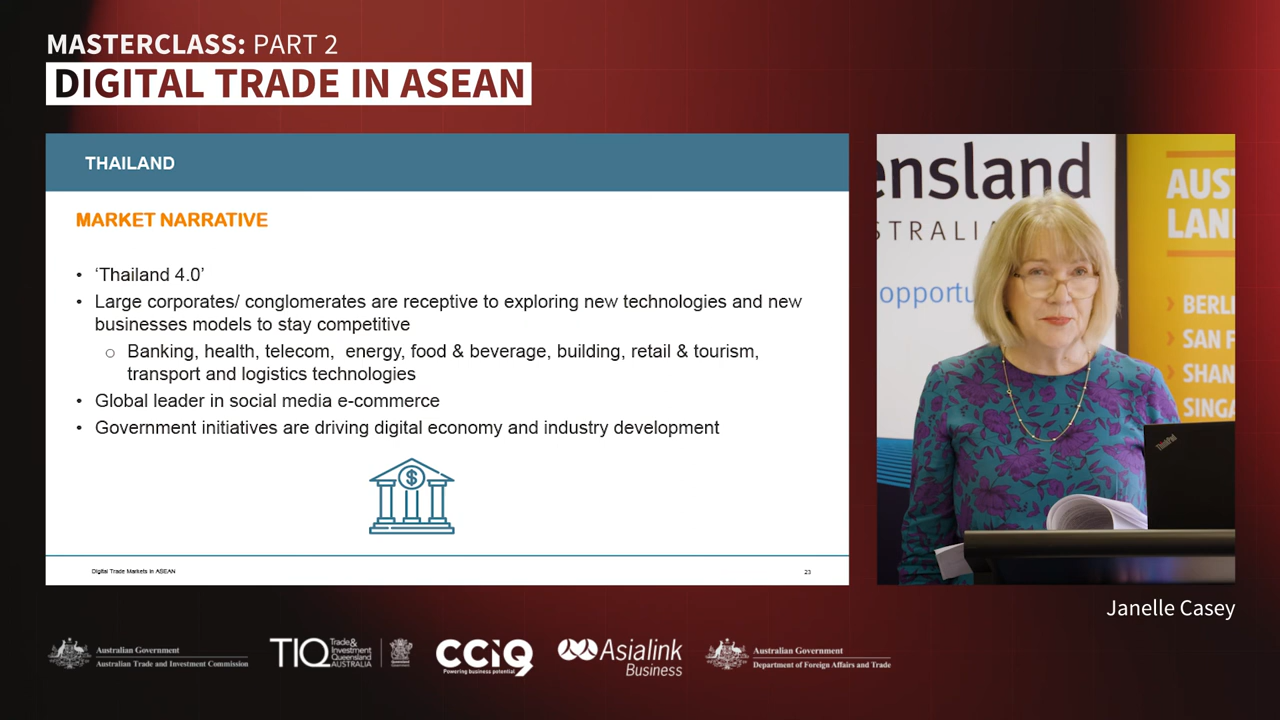 MASTERCLASS: PART 2
DIGITAL TRADE IN ASEAN
THAILAND
MARKET NARRATIVE
• ‘Thailand 4.0’
• Large corporates/ conglomerates are receptive to exploring new technologies and new
businesses models to stay competitive
o Banking, health, telecom, energy, food & beverage, building, retail & tourism,
transport and logistics technologies
• Global leader in social media e-commerce
• Government initiatives are driving digital economy and industry development
$
Digital Trade Markets in ASEAN
23
ensland
STRALI
opportu
AUS
LAN
BERLI
SAN F
SHAN
SINGA
ThinkPad
Janelle Casey
Australian Government
Australian Trade and Investment Commission
TIQ
Trade&
Investment
Queensland
AUSTRALIA
CCIQ
Powering business potential
Asialink
Business
Australian Government
Department of Foreign Affairs and Trade